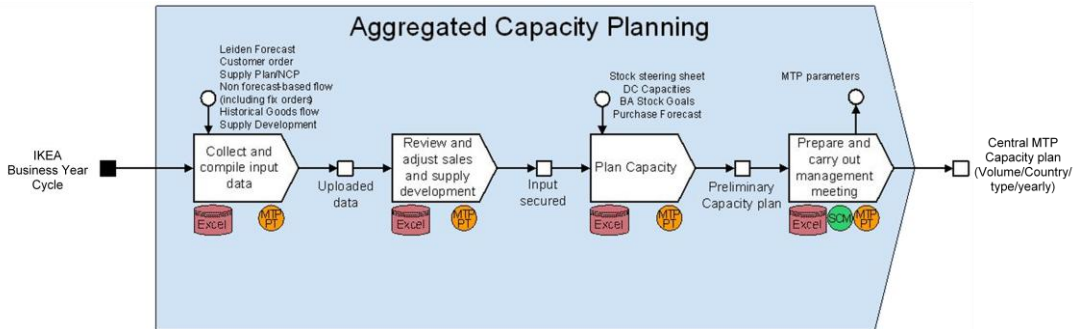 Aggregated Capacity Planning
Leiden Forecast
Customer order
Supply Plan/NCP
Non forecast-based flow
(including fix orders)
Historical Goods flow
Supply Development
Stock steering sheet
DC Capacities
BA Stock Goals
Purchase Forecast
MTP parameters
IKEA
Business Year
Cycle
Collect and
compile input
data
Uploaded
data
Review and
adjust sales
and supply
development
Input
secured
Plan Capacity
Preliminary
Capacity plan
Prepare and
carry out
management
meeting
Central MTP
Capacity plan
(Volume/Country/
type/yearly)
Excel
MTP
PT
Excel
MTP
PT
Excel
MTP
PT
Excel
SCM
MTP
PT